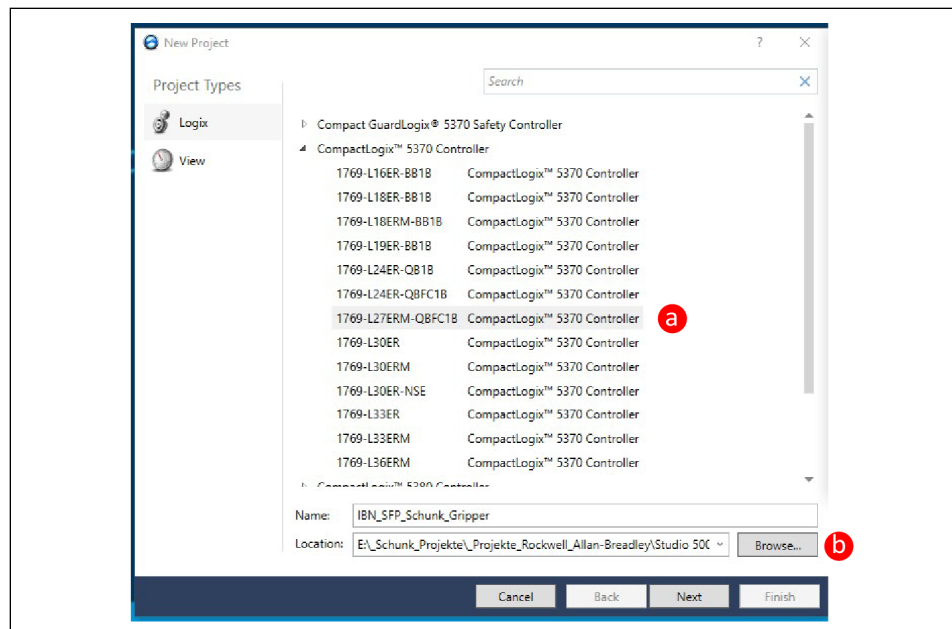 New Project
?
Project Types
Search
Logix
View
Compact GuardLogix® 5370 Safety Controller
CompactLogix™ 5370 Controller
1769-L16ER-BB1B CompactLogix™ 5370 Controller
1769-L18ER-BB1B CompactLogix™ 5370 Controller
1769-L18ERM-BB1B CompactLogix™ 5370 Controller
1769-L19ER-BB1B CompactLogix™ 5370 Controller
1769-L24ER-QB1B CompactLogix™ 5370 Controller
1769-L24ER-QBFC1B CompactLogix™ 5370 Controller
1769-L27ERM-QBFC1B CompactLogix™ 5370 Controller a
1769-L30ER CompactLogix™ 5370 Controller
1769-L30ERM CompactLogix™ 5370 Controller
1769-L30ER-NSE CompactLogix™ 5370 Controller
1769-L33ER CompactLogix™ 5370 Controller
1769-L33ERM CompactLogix™ 5370 Controller
1769-L36ERM CompactLogix™ 5370 Controller
CompactLogix™ 5380 Controller
Name: IBN_SFP_Schunk_Gripper
Location: E:\_Schunk_Projekte\_Projekte_Rockwell_Allan-Breadley\Studio 500 Browse... b
Cancel Back Next Finish